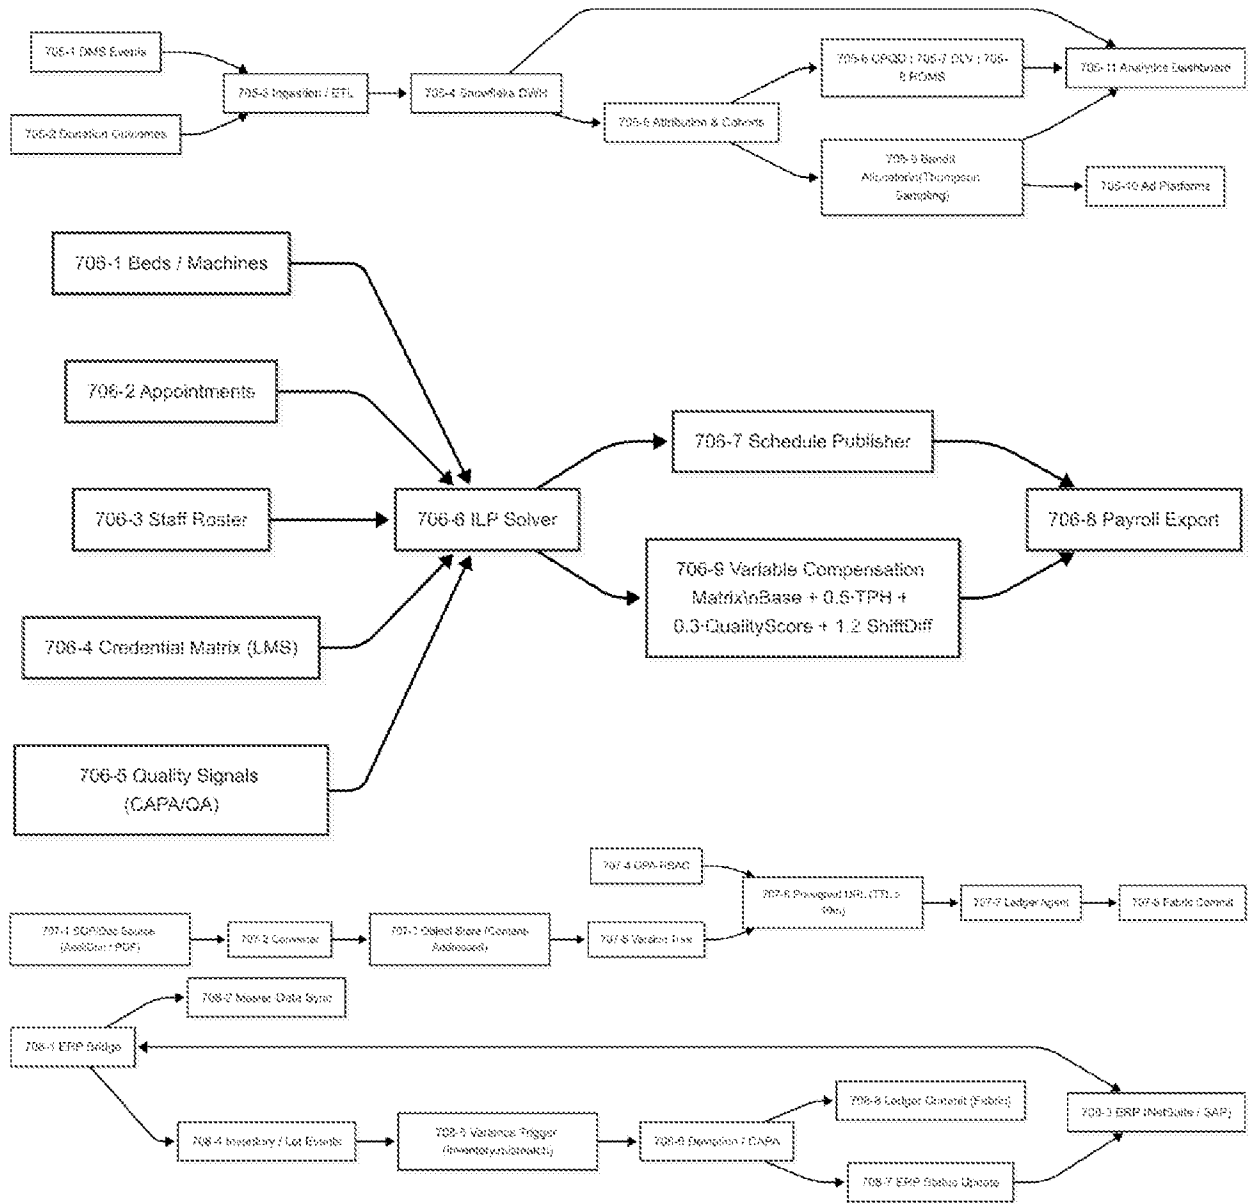 705-1 DMS Events
705-2 Donation Outcomes
705-3 Ingestion / ETL
705-4 Snowflake DWH
705-5 Attribution & Cohorts
705-6 CPQD | 705-7 DLV | 705-
8 ROMS
705-9 Bandit
Allocator\n(Thompson
Sampling)
705-10 Ad Platforms
705-11 Analytics Dashboard
706-1 Beds / Machines
706-2 Appointments
706-3 Staff Roster
706-4 Credential Matrix (LMS)
706-5 Quality Signals
(CAPA/QA)
706-6 ILP Solver
706-7 Schedule Publisher
706-9 Variable Compensation
Matrix\nBase + 0.5·TPH +
0.3·QualityScore + 1.2·ShiftDiff
706-8 Payroll Export
707-1 SOP/Doc Source
707-2 Converter
707-3 Object Store (Content-
Addressed)
707-4 OPA RBAC
707-5 Version Tree
707-6 Presigned URL (TTL
707-7 Ledger Agent
Fabric Commit
708-1 ERP Bridge
708-2 Master Data Sync
708-3 ERP (NetSuite / SAP)
708-4 Inventory / Lot Events
708-5 Variance Trigger
(Inventory.mismatch)
708-6 Deviation / CAPA
708-8 Ledger Commit (Fabric)
708-7 ERP Status Update